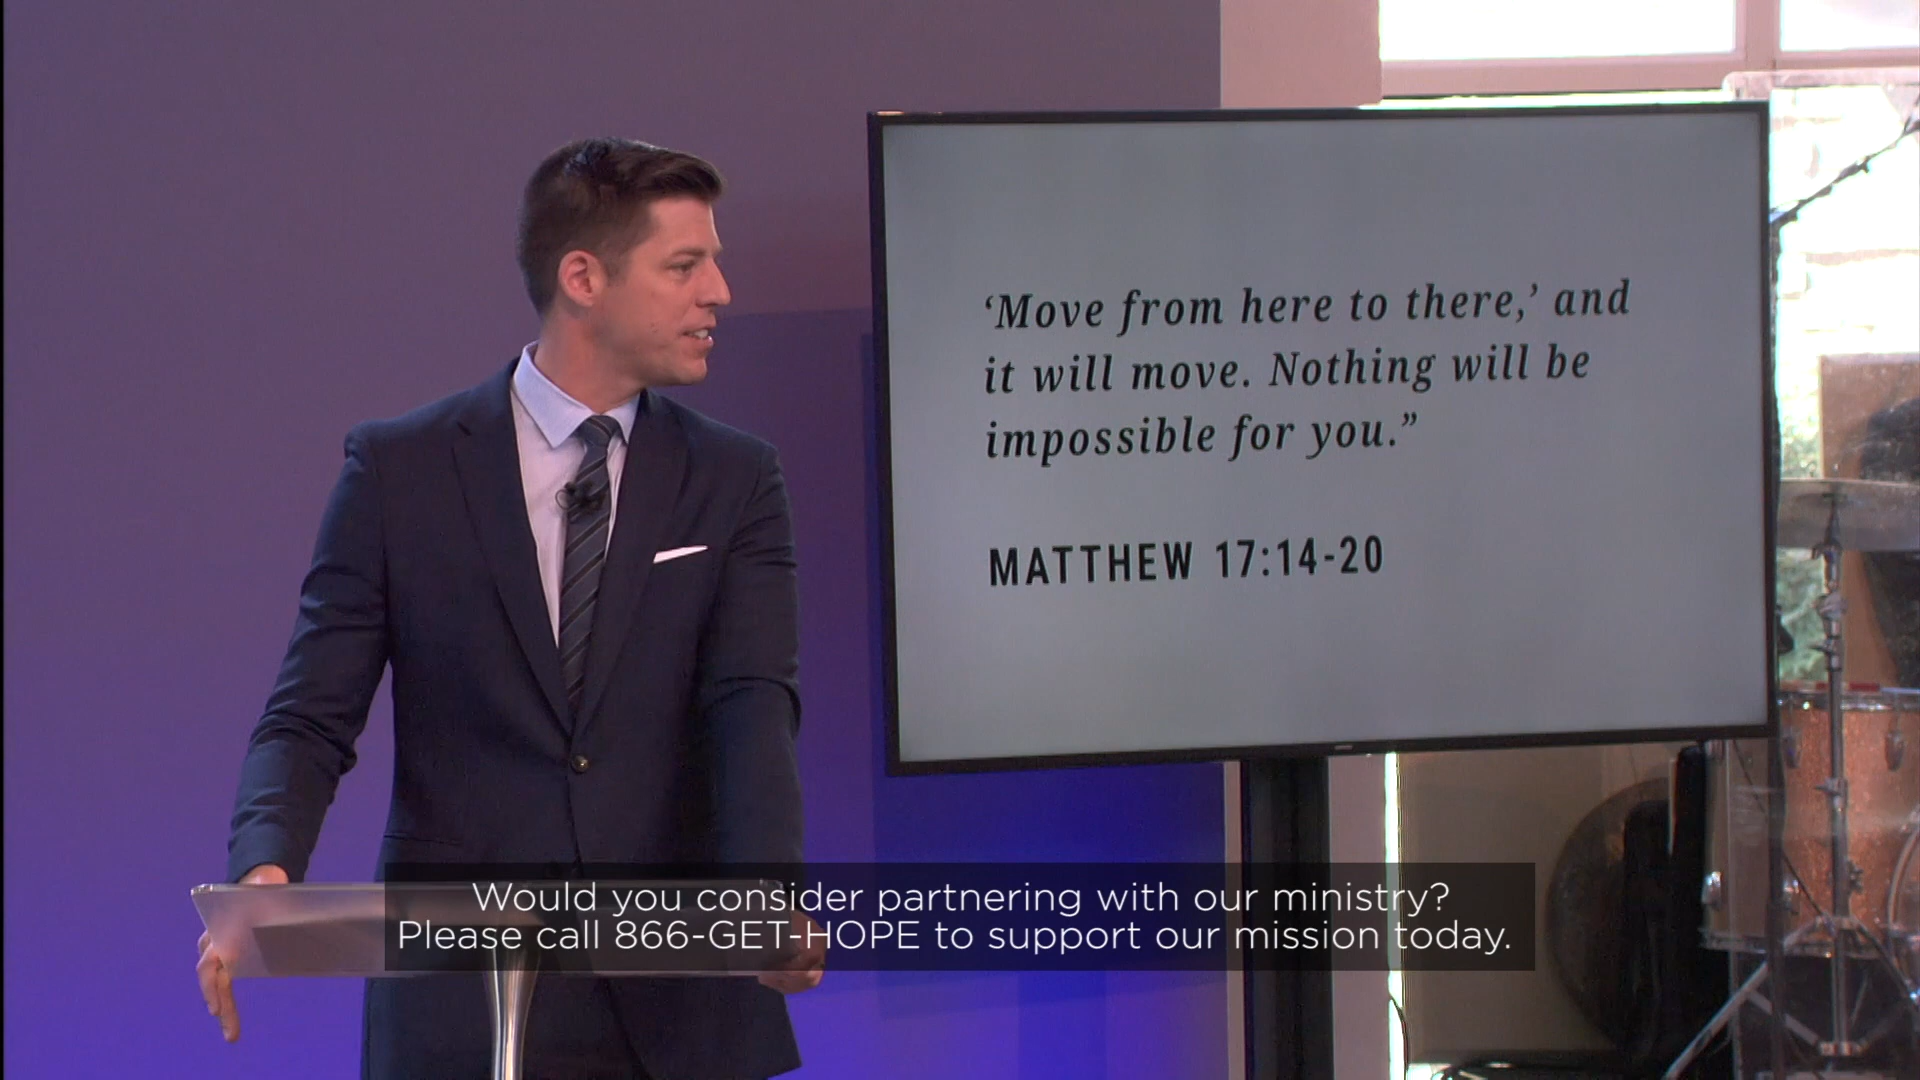 ‘Move from here to there,’ and
it will move. Nothing will be
impossible for you.”
MATTHEW 17:14-20
Would you consider partnering with our ministry?
Please call 866-GET-HOPE to support our mission today.